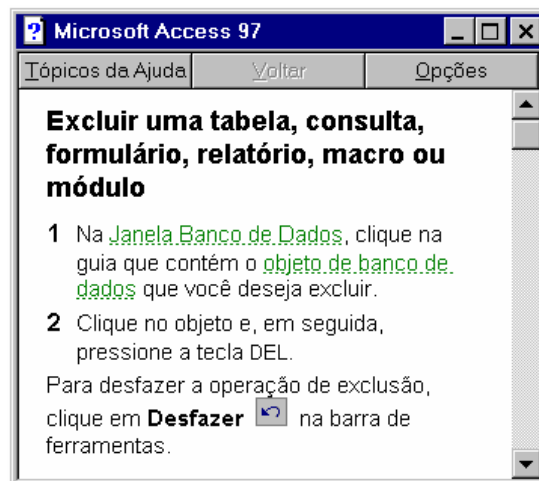 Microsoft Access 97
Tópicos da Ajuda Voltar Opções
Excluir uma tabela, consulta,
formulário, relatório, macro ou
módulo
1 Na Janela Banco de Dados, clique na
guia que contém o objeto de banco de
dados que você deseja excluir.
2 Clique no objeto e, em seguida,
pressione a tecla DEL.
Para desfazer a operação de exclusão,
clique em Desfazer na barra de
ferramentas.